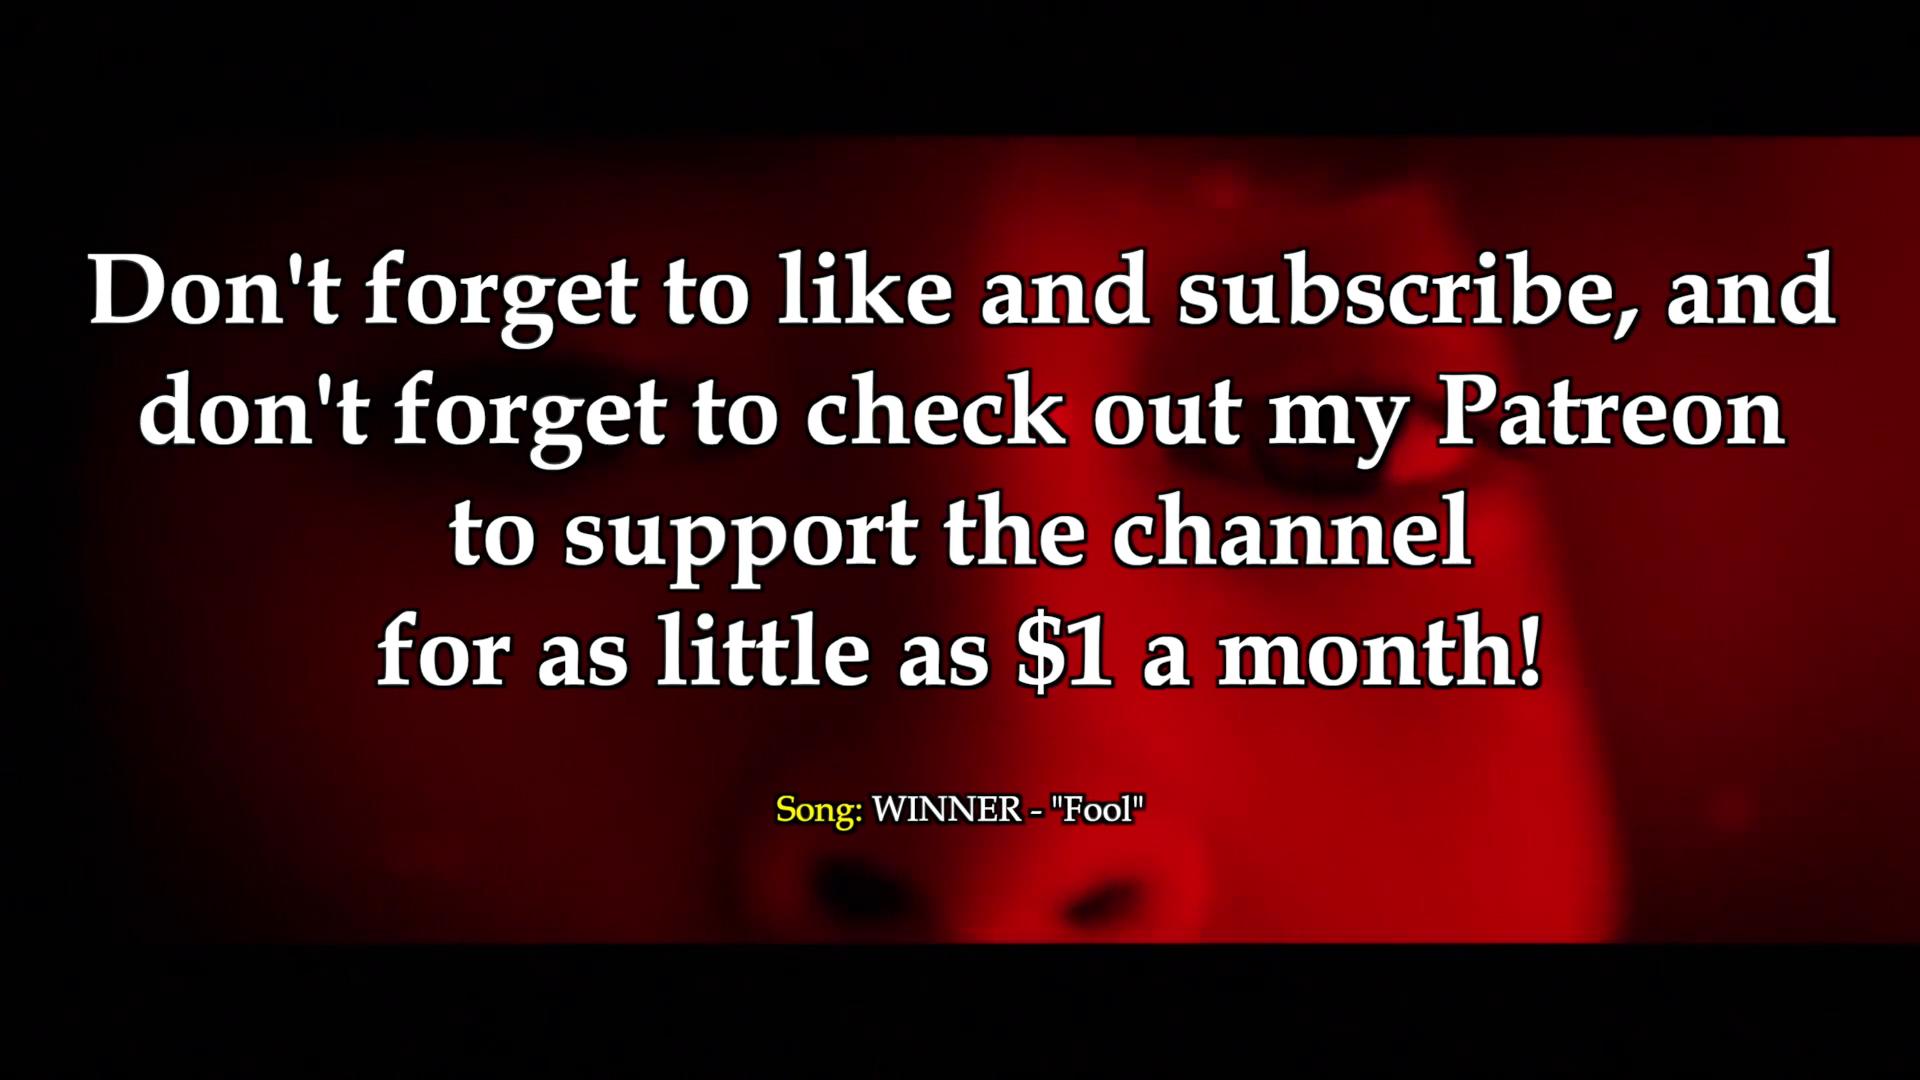 Don't forget to like and subscribe, and
don't forget to check out my Patreon
to support the channel
for as little as $1 a month!
Song: WINNER - "Fool"